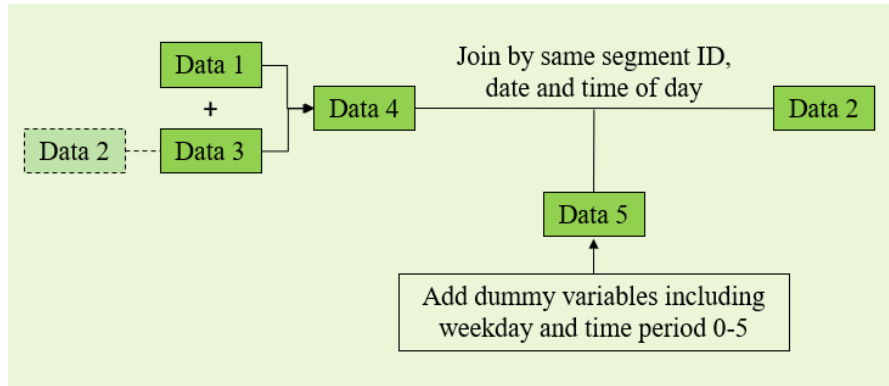 Data 1
+
Data 2
Data 3
Data 4
Join by same segment ID,
date and time of day
Data 2
Data 5
Add dummy variables including
weekday and time period 0-5